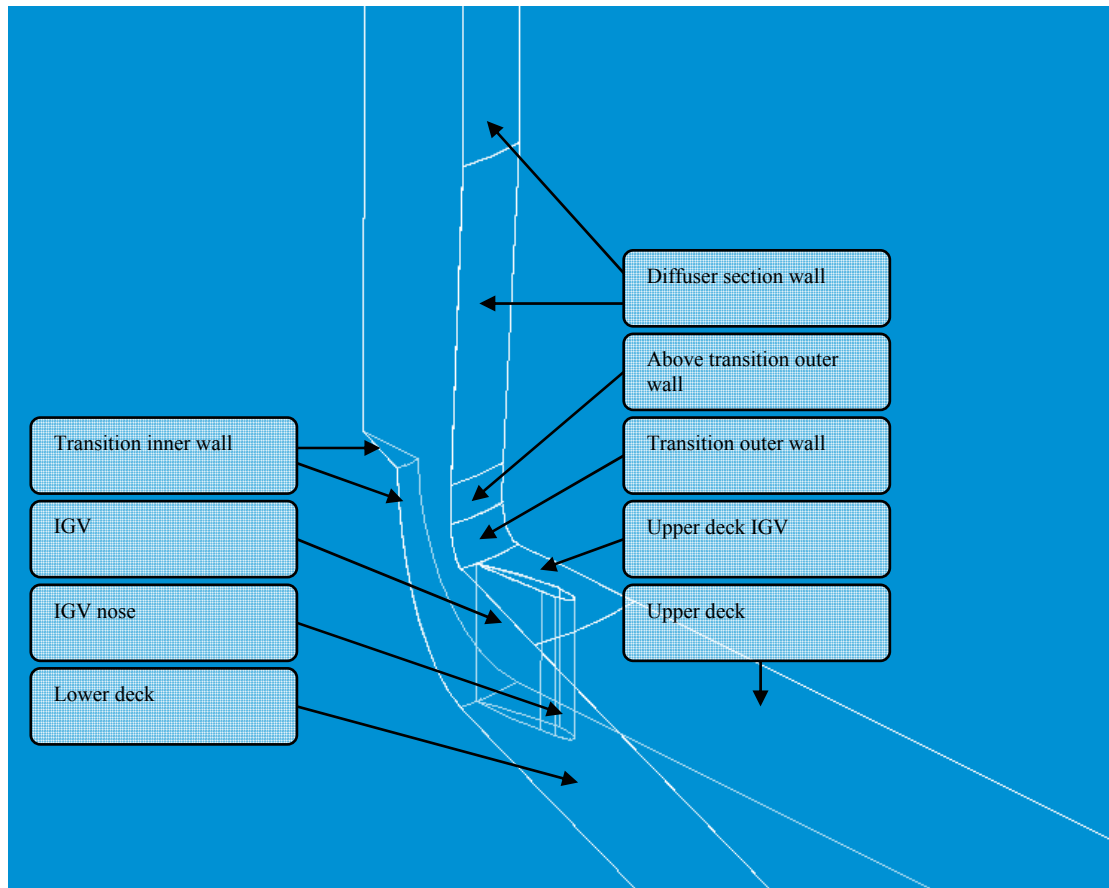 Diffuser section wall
Above transition outer
wall
Transition inner wall
Transition outer wall
IGV
Upper deck IGV
IGV nose
Upper deck
Lower deck